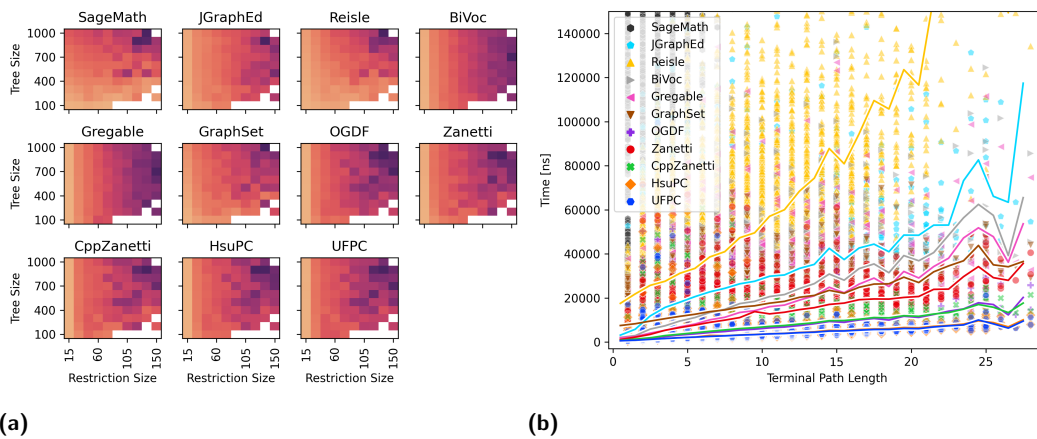 SageMath JGraphEd Reisle BiVoc
Tree Size
1000
700
400
100
Gregable GraphSet OGDF Zanetti
Tree Size
1000
700
400
100
CppZanetti HsuPC UFPC
Tree Size
1000
700
400
100
15 60 105 150 15 60 105 150 15 60 105 150
Restriction Size Restriction Size Restriction Size
(a)
Time [ns]
140000
120000
100000
80000
60000
40000
20000
0
SageMath
JGraphEd
Reisle
BiVoc
Gregable
GraphSet
OGDF
Zanetti
CppZanetti
HsuPC
UFPC
0 5 10 15 20 25
Terminal Path Length
(b)